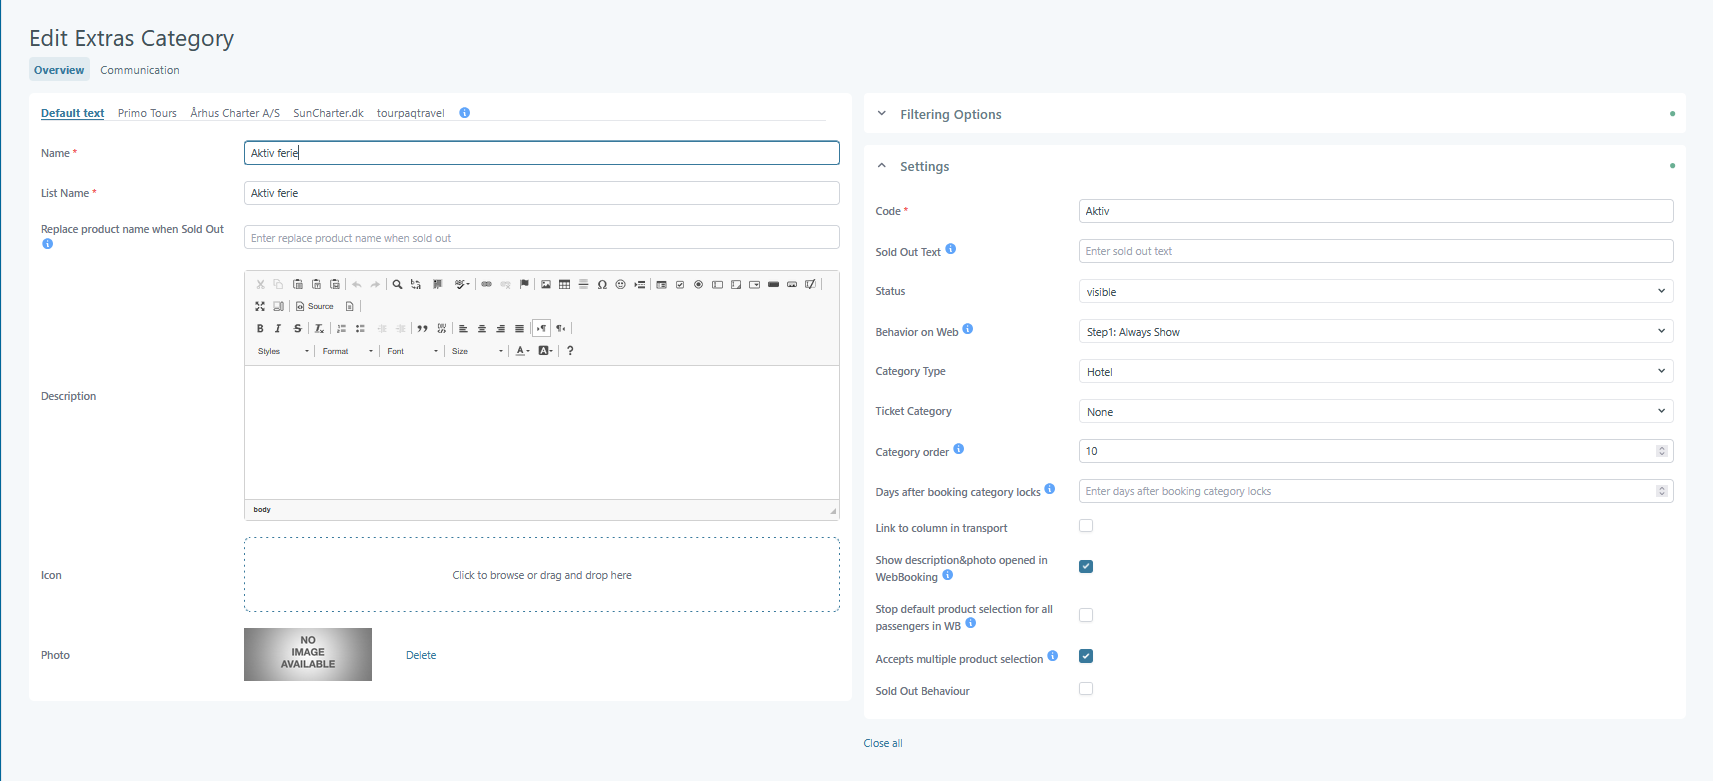 Edit Extras Category
Overview Communication
Default text Primo Tours Århus Charter A/S SunCharter.dk tourpaqtravel
Name *
Aktiv ferie
List Name *
Aktiv ferie
Replace product name when Sold Out
Enter replace product name when sold out
Source
Styles Format Font Size
Description
body
Icon
Click to browse or drag and drop here
Photo
NO
IMAGE
AVAILABLE
Delete
Filtering Options
Settings
Code *
Aktiv
Sold Out Text
Enter sold out text
Status
visible
Behavior on Web
Step1: Always Show
Category Type
Hotel
Ticket Category
None
Category order
10
Days after booking category locks
Enter days after booking category locks
Link to column in transport
Show description&photo opened in
WebBooking
Stop default product selection for all
passengers in WB
Accepts multiple product selection
Sold Out Behaviour
Close all